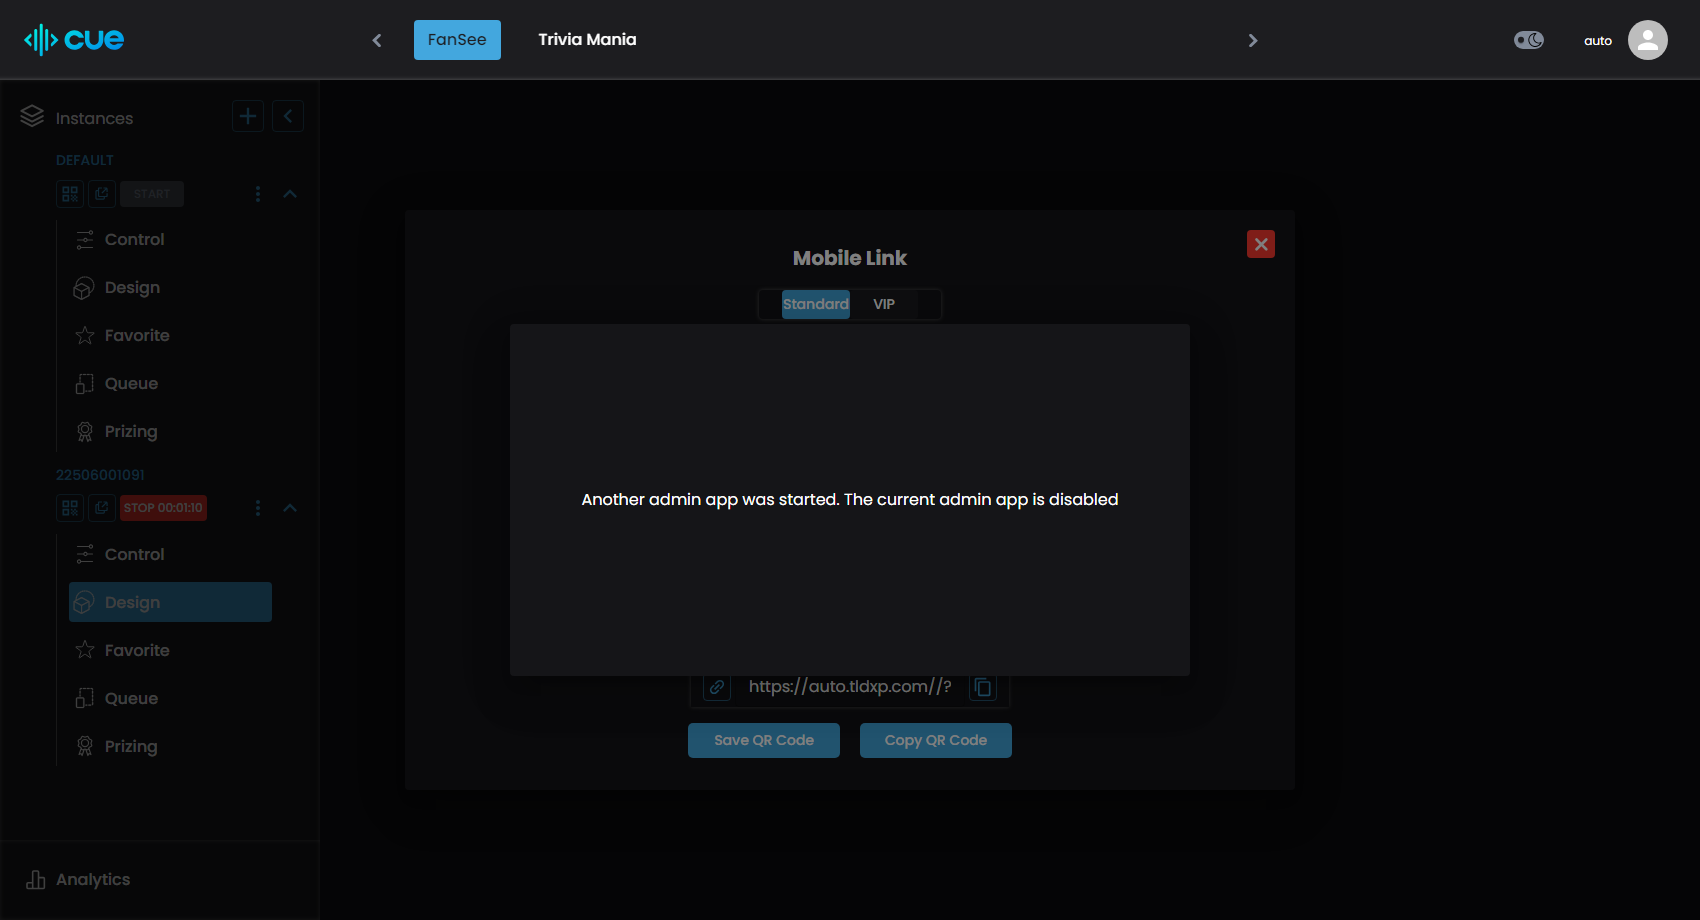 cue
FanSee
Trivia Mania
auto
Instances
DEFAULT
START
Control
Design
Favorite
Queue
Prizing
22506001091
STOP 00:01:10
Control
Design
Favorite
Queue
Prizing
Analytics
Mobile Link
Standard
VIP
Another admin app was started. The current admin app is disabled
https://auto.tldxp.com//?
Save QR Code
Copy QR Code